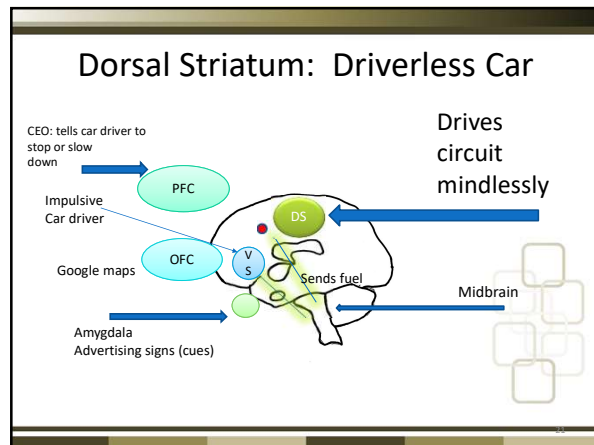 Dorsal Striatum: Driverless Car
CEO: tells car driver to
stop or slow
down
PFC
Drives
circuit
mindlessly
Impulsive
Car driver
DS
OFC
V
S
Google maps
Sends fuel
Midbrain
Amygdala
Advertising signs (cues)